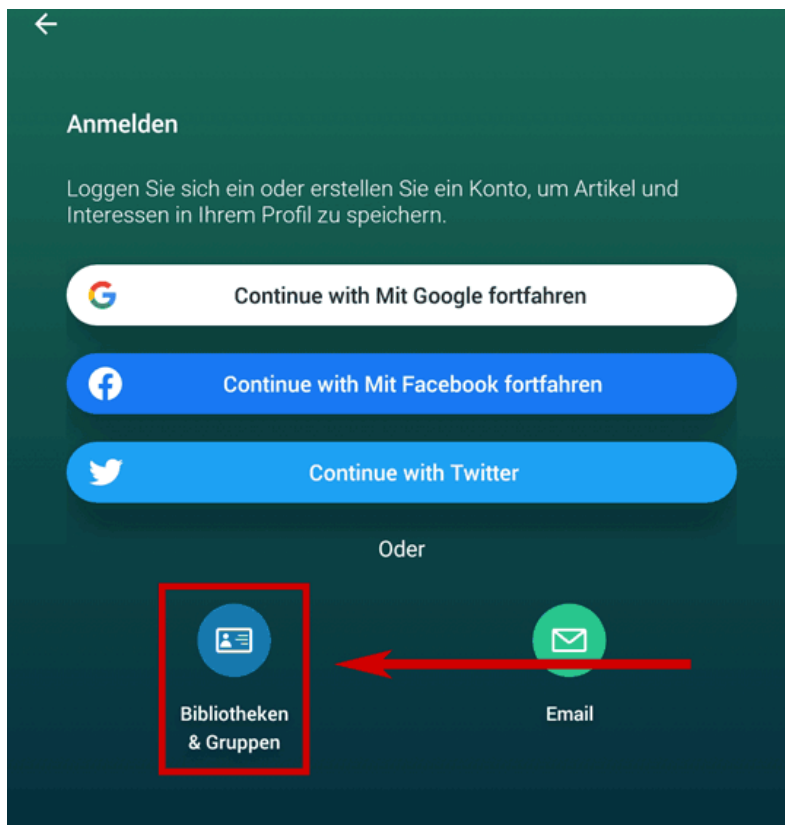 Anmelden
Loggen Sie sich ein oder erstellen Sie ein Konto, um Artikel und
Interessen in Ihrem Profil zu speichern.
Continue with Mit Google fortfahren
Continue with Mit Facebook fortfahren
Continue with Twitter
Oder
Bibliotheken
& Gruppen
Email